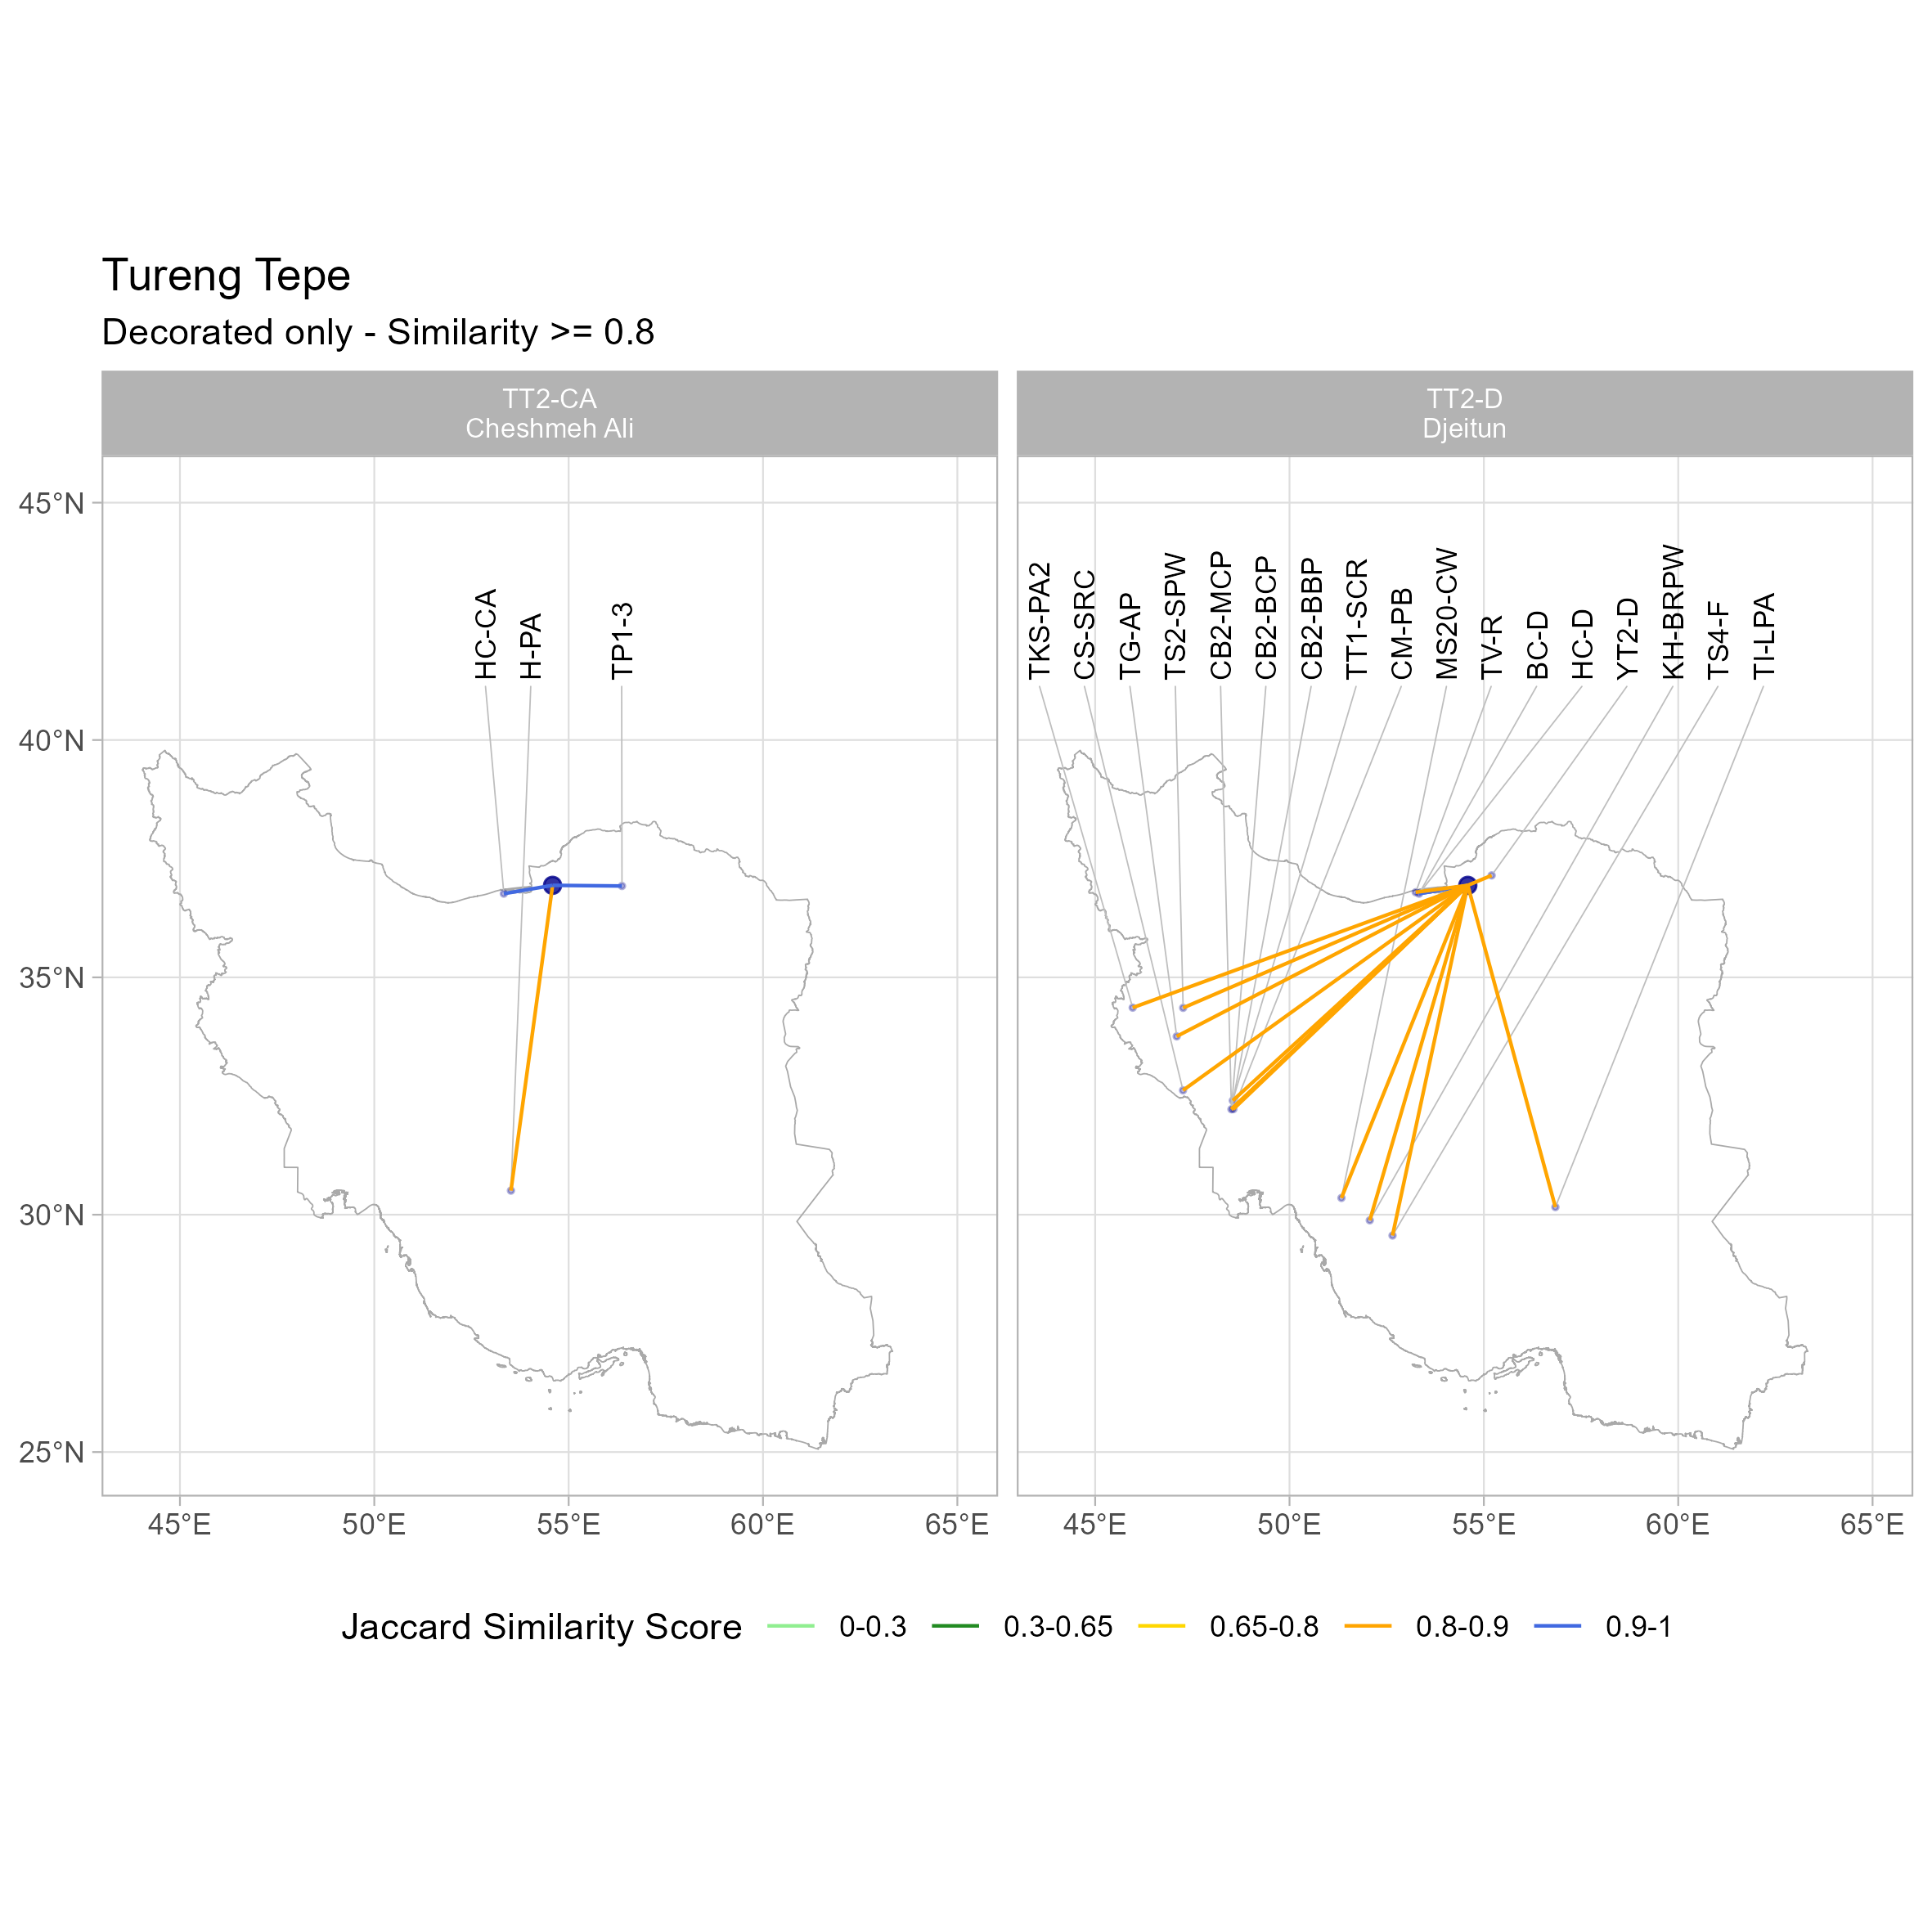 Tureng Tepe
Decorated only - Similarity >= 0.8
TT2-CA
Cheshmeh Ali
TT2-D
Djeitun
HC-CA
H-PA
TP1-3
TKS-PA2
CS-SRC
TG-AP
TS2-SPW
CB2-MCP
CB2-BCP
CB2-BBP
TT1-SCR
CM-PB
MS20-CW
TV-R
BC-D
HC-D
YT2-D
KH-BRPW
TS4-F
TI-LPA
45°N
40°N
35°N
30°N
25°N
45°E 50°E 55°E 60°E 65°E
45°E 50°E 55°E 60°E 65°E
Jaccard Similarity Score 0-0.3 0.3-0.65 0.65-0.8 0.8-0.9 0.9-1